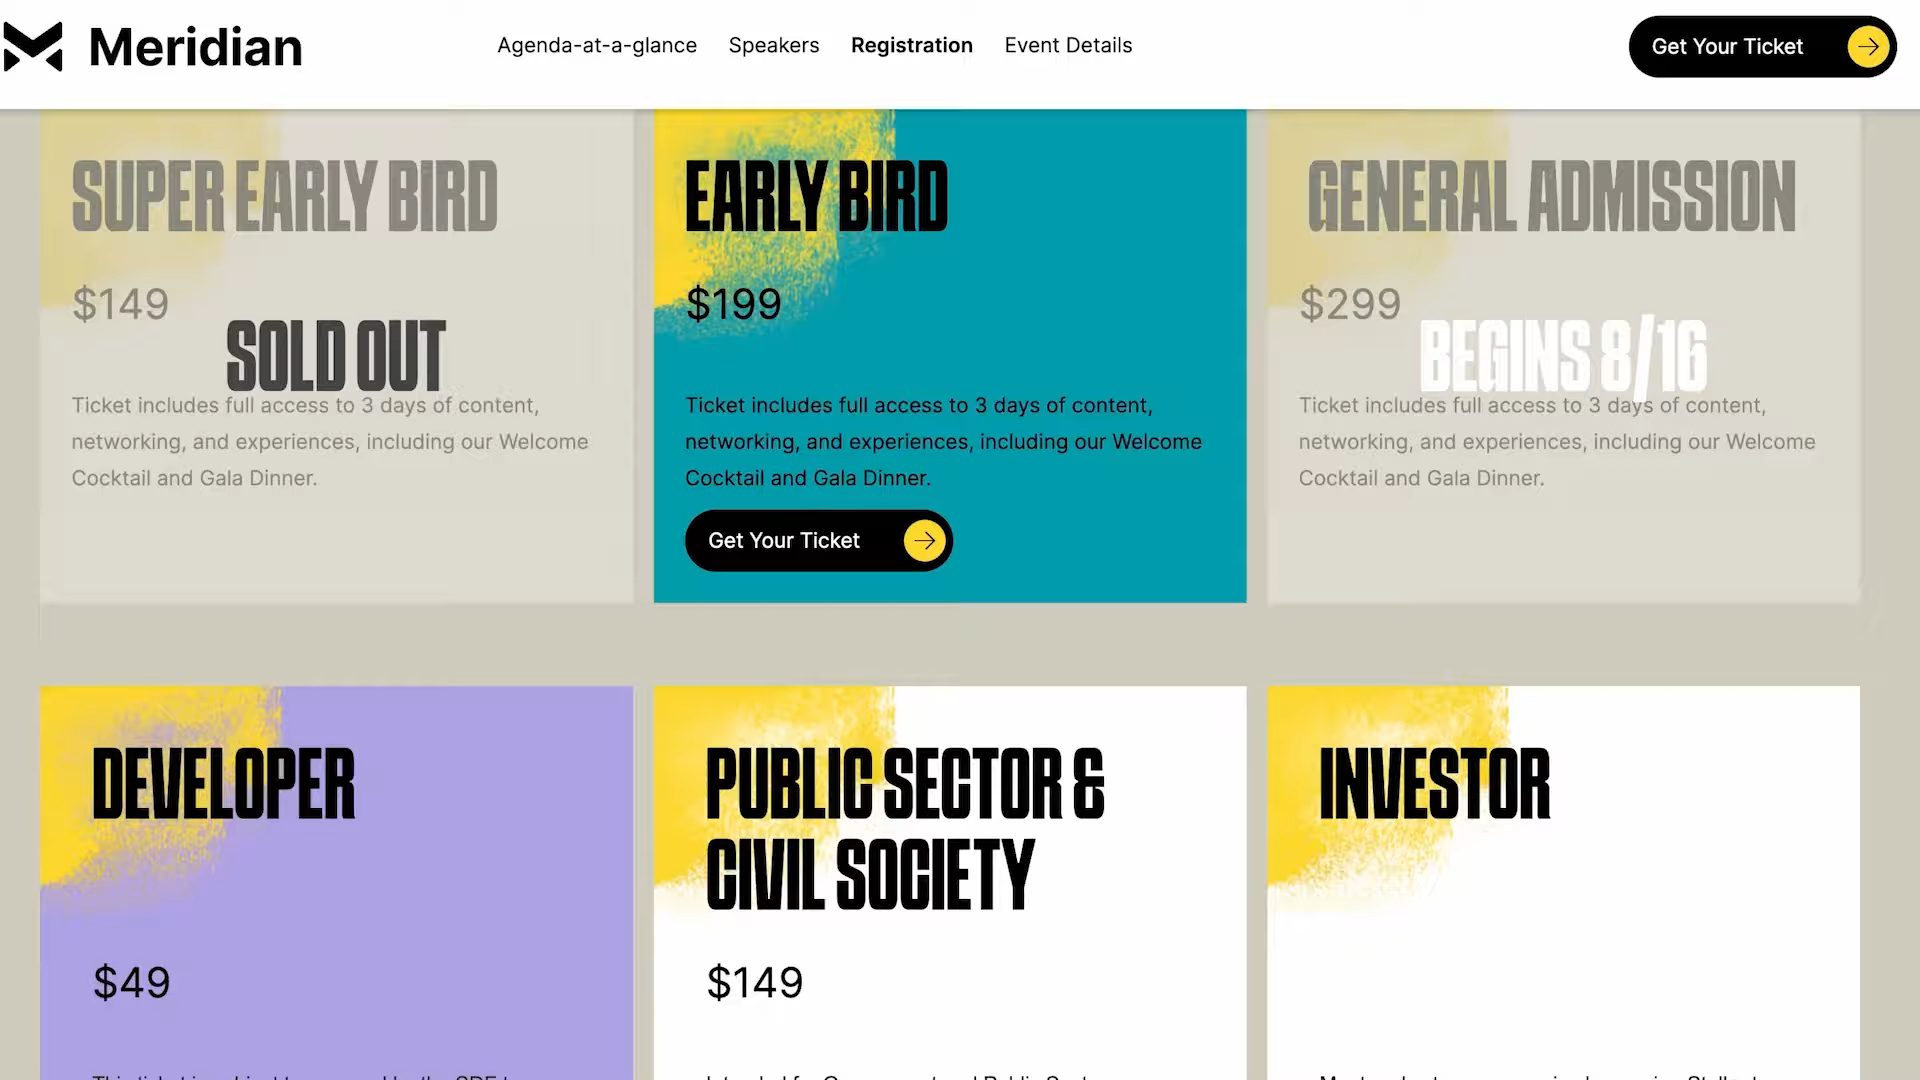 Meridian
Agenda-at-a-glance
Speakers
Registration
Event Details
Get Your Ticket
SUPER EARLY BIRD
$149
SOLD OUT
Ticket includes full access to 3 days of content,
networking, and experiences, including our Welcome
Cocktail and Gala Dinner.
EARLY BIRD
$199
Ticket includes full access to 3 days of content,
networking, and experiences, including our Welcome
Cocktail and Gala Dinner.
Get Your Ticket
GENERAL ADMISSION
$299
BEGINS 8/16
Ticket includes full access to 3 days of content,
networking, and experiences, including our Welcome
Cocktail and Gala Dinner.
DEVELOPER
$49
PUBLIC SECTOR &
CIVIL SOCIETY
$149
INVESTOR